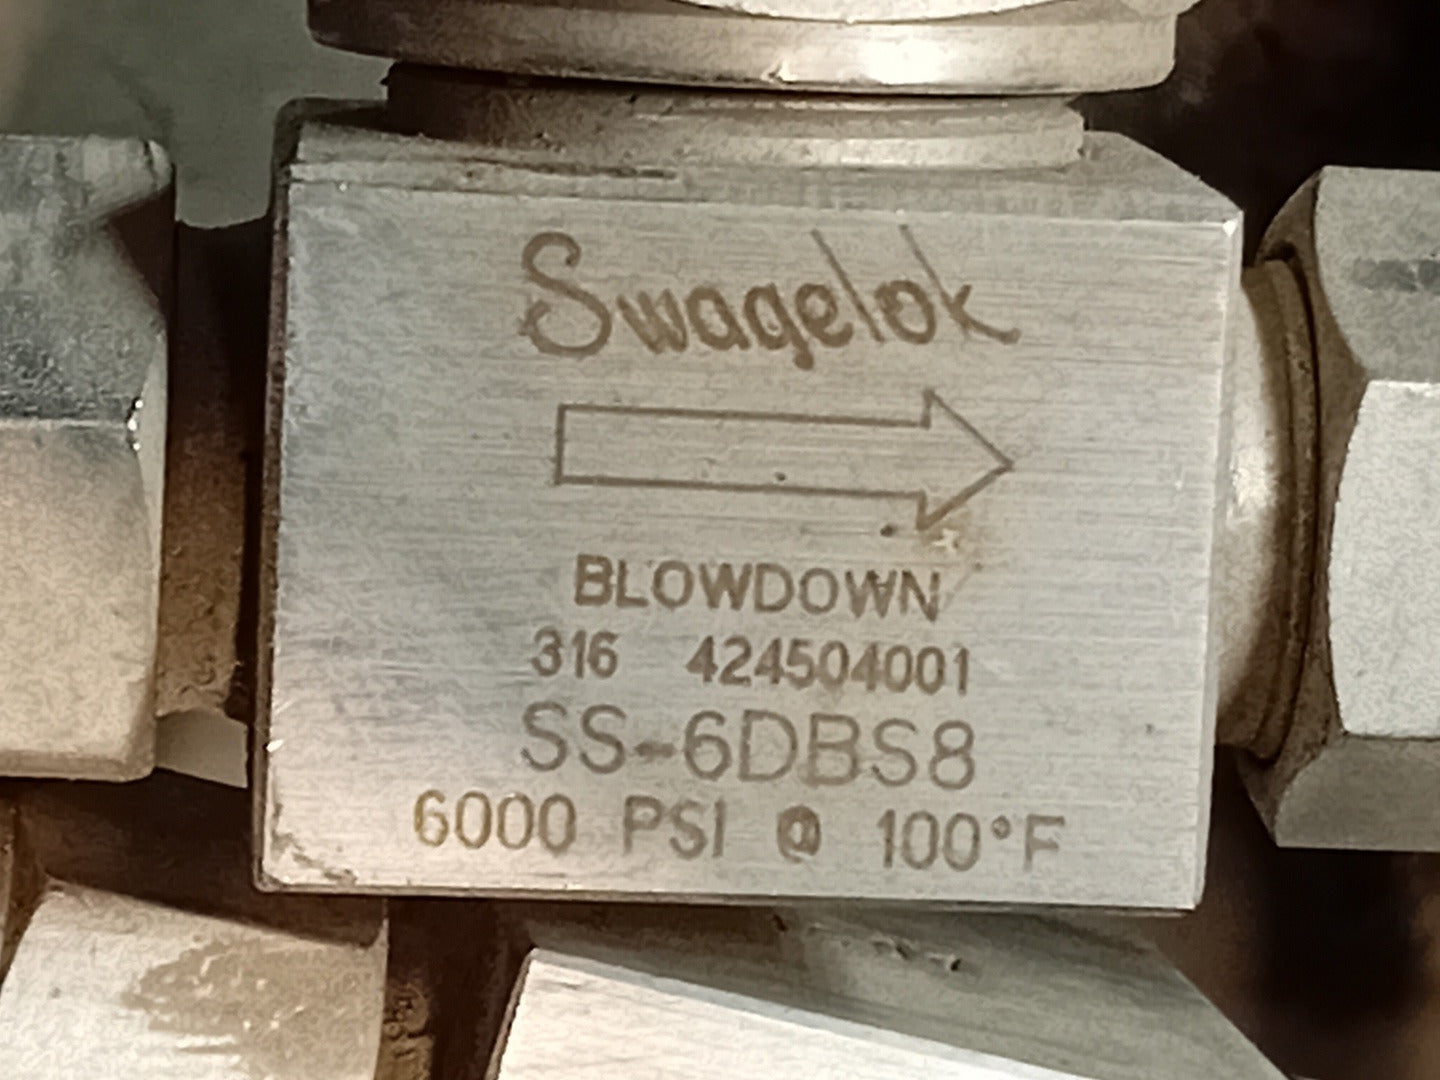 Swagelok
BLOWDOWN
316 424504001
SS-6DBS8
6000 PSI @ 100°F